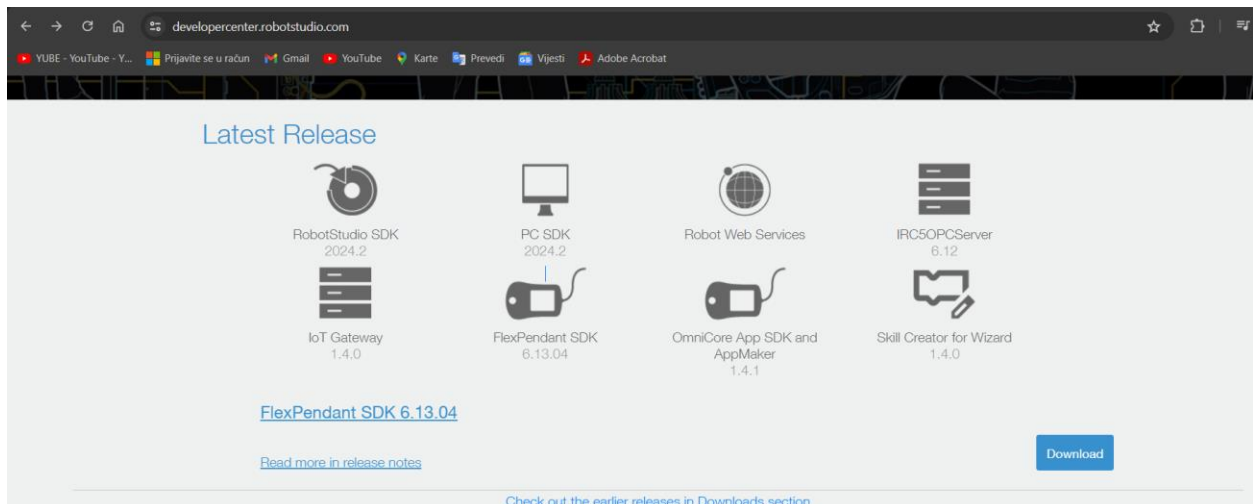 developercenter.robotstudio.com
YUBE - YouTube - Y... Prijavite se u račun Gmail YouTube Karte Prevedi Vijesti Adobe Acrobat
Latest Release
RobotStudio SDK PC SDK Robot Web Services IRC5OPCServer
2024.2 2024.2 6.12
IoT Gateway FlexPendant SDK OmniCore App SDK and Skill Creator for Wizard
1.4.0 6.13.04 AppMaker 1.4.0
1.4.1
FlexPendant SDK 6.13.04
Read more in release notes Download
Check out the earlier releases in Downloads section